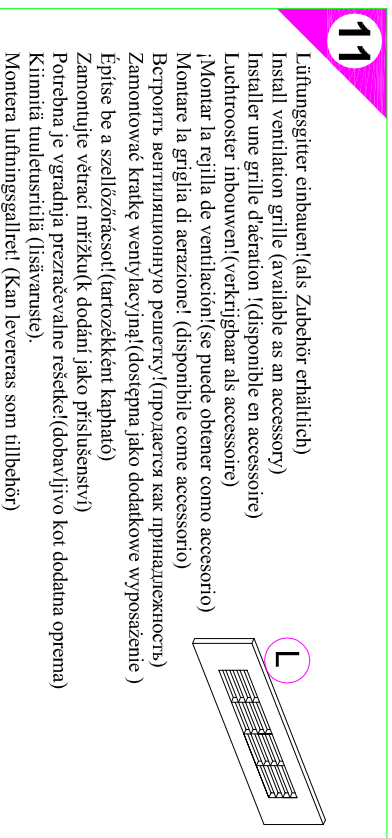 11
Lüftungsgitter einbauen!(als Zubehör erhältlich)
Install ventilation grille (available as an accessory)
Installer une grille d'aération !(disponible en accessoire)
Luchtrooster inbouwen!(verkrijgbaar als accessoire)
¡Montar la rejilla de ventilación!(se puede obtener como accesorio)
Montare la griglia di aerazione! (disponibile come accessorio)
Встроить вентиляционную решетку!(продается как принадлежность)
Zamontować kratkę wentylacyjną!(dostępna jako dodatkowe wyposażenie )
Építse be a szellőzőrácsot!(tartozékként kapható)
Zamontujte větrací mřížku(k dodání jako příslušenství)
Potrebna je vgradnja prezračevalne rešetke!(dobavljivo kot dodatna oprema)
Kiinnitä tuuletusritilä (lisävaruste).
Montera luftningsgallret! (Kan levereras som tillbehör)
L